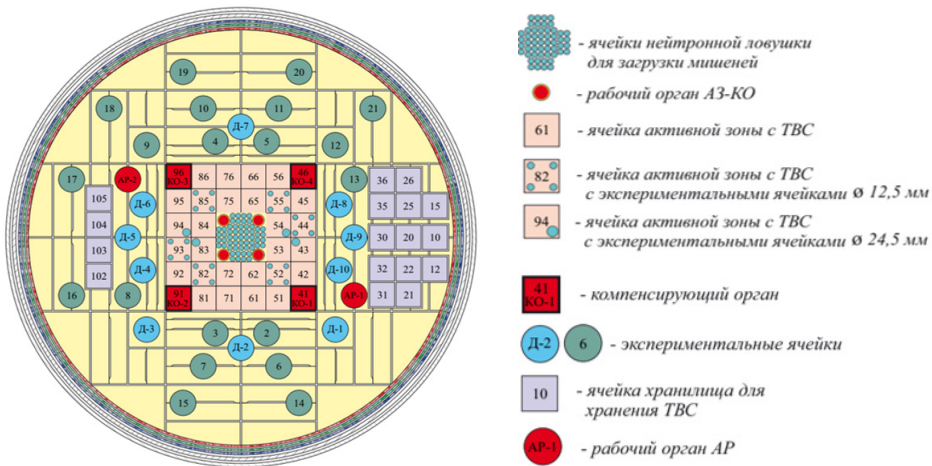 19
20
18
10
11
21
Д-7
9
4
5
12
17
АР-2
96
КО-3
86
76
66
56
46
КО-4
13
36
26
105
Д-6
95
85
75
65
55
45
Д-8
35
25
15
104
94
84
54
44
Д-5
Д-9
30
20
10
103
93
83
53
43
102
Д-4
92
82
72
62
52
42
Д-10
32
22
12
16
8
91
КО-2
81
71
61
51
41
КО-1
АР-1
31
21
Д-3
3
2
Д-1
Д-2
7
6
15
14
- ячейки нейтронной ловушки
для загрузки мишеней
- рабочий орган АЗ-КО
61
- ячейка активной зоны с ТВС
82
- ячейка активной зоны с ТВС
с экспериментальными ячейками ø 12,5 мм
94
- ячейка активной зоны с ТВС
с экспериментальными ячейками ø 24,5 мм
41
КО-1
- компенсирующий орган
Д-2
6
- экспериментальные ячейки
10
- ячейка хранилища для
хранения ТВС
АР-1
- рабочий орган АР